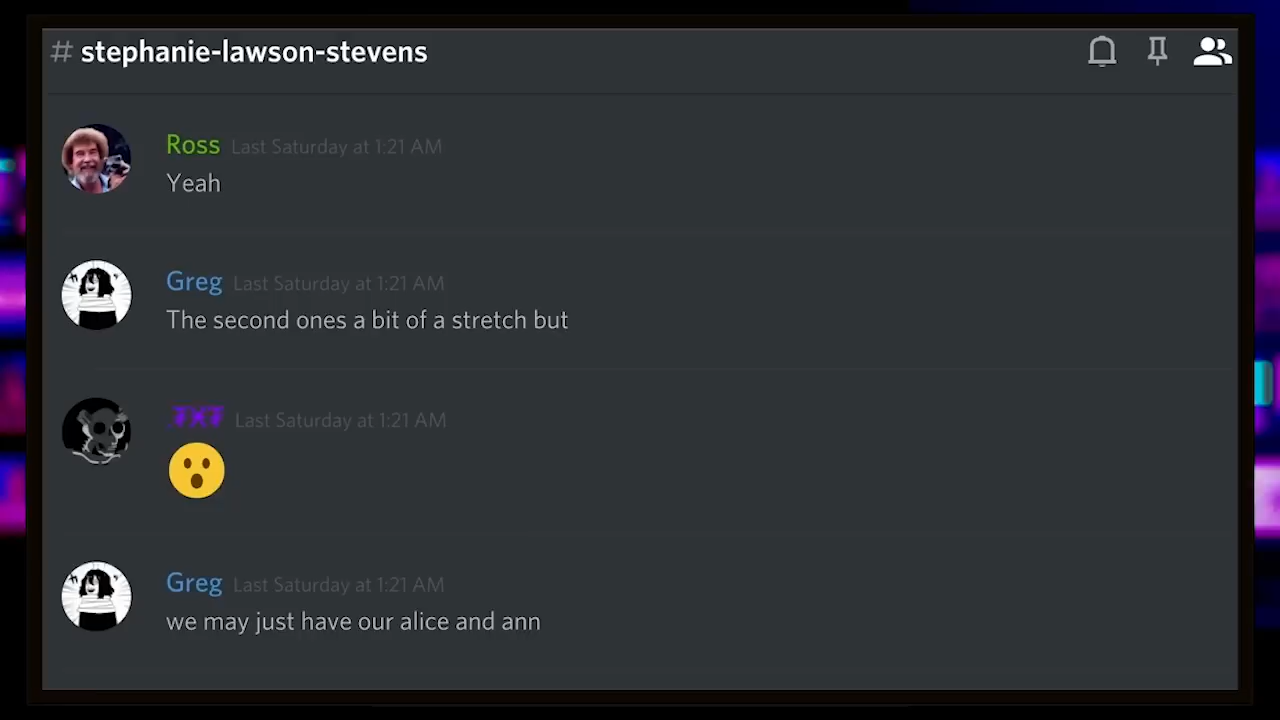 # stephanie-lawson-stevens
Ross Last Saturday at 1:21 AM
Yeah
Greg Last Saturday at 1:21 AM
The second ones a bit of a stretch but
Last Saturday at 1:21 AM
Greg Last Saturday at 1:21 AM
we may just have our alice and ann